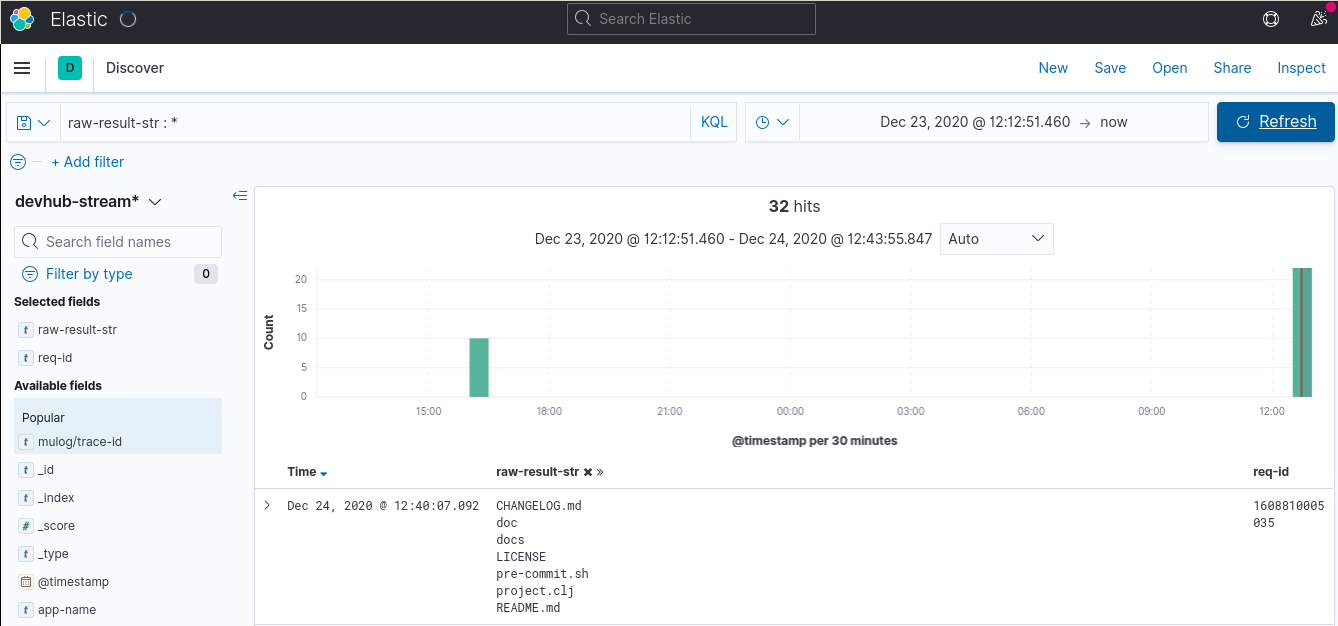 Elastic
Search Elastic
D
Discover
New Save Open Share Inspect
raw-result-str : *
KQL
Dec 23, 2020 @ 12:12:51.460 → now
Refresh
+ Add filter
devhub-stream*
Search field names
Filter by type 0
Selected fields
t raw-result-str
t req-id
Available fields
Popular
t mulog/trace-id
t _id
t _index
# _score
t _type
@timestamp
t app-name
32 hits
Dec 23, 2020 @ 12:12:51.460 - Dec 24, 2020 @ 12:43:55.847 Auto
Count
20
15
10
5
0
15:00 18:00 21:00 00:00 03:00 06:00 09:00 12:00
@timestamp per 30 minutes
Time raw-result-str × » req-id
Dec 24, 2020 @ 12:40:07.092 CHANGELOG.md 1608810005
doc 035
docs
LICENSE
pre-commit.sh
project.clj
README.md